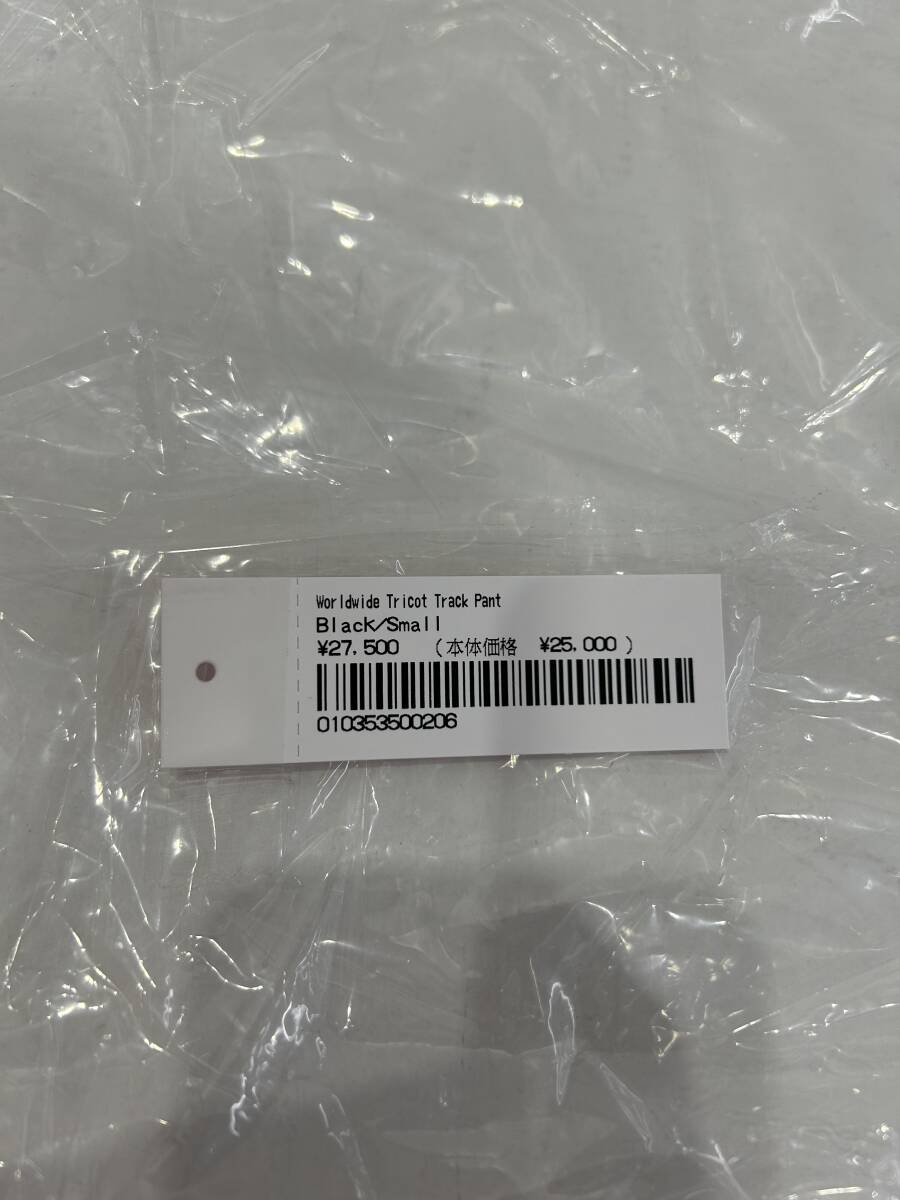 Worldwide Tricot Track Pant
Black/Small
¥27,500 (本体価格 ¥25,000 )
010353500206